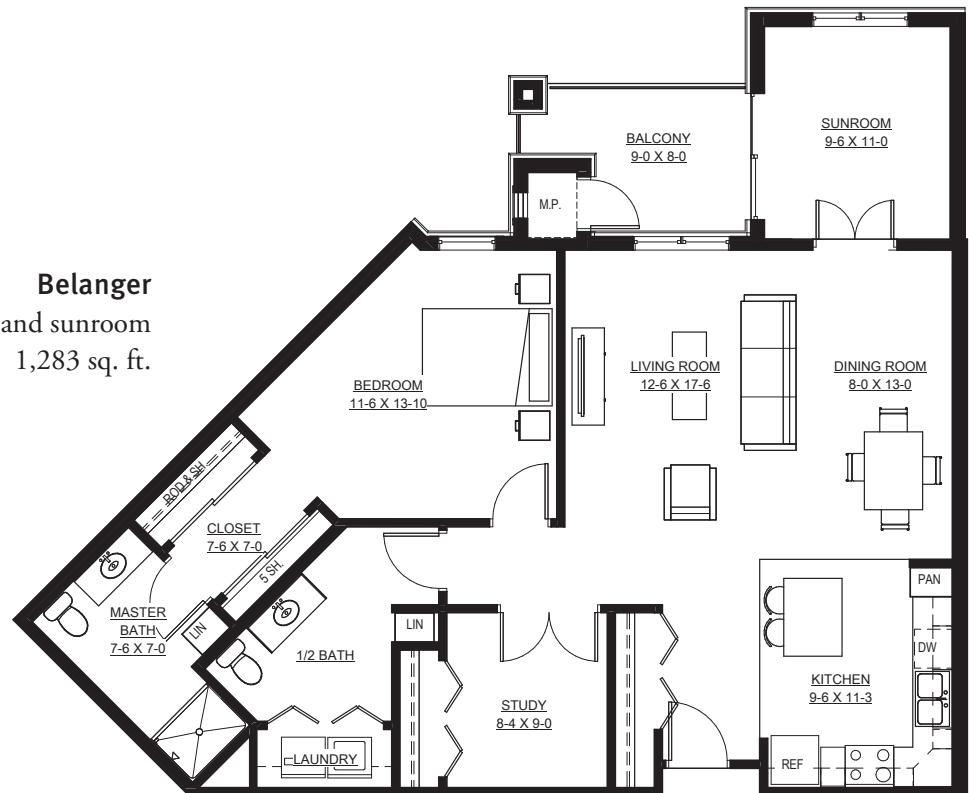 Belanger
and sunroom
1,283 sq. ft.
SUNROOM
9-6 X 11-0
BALCONY
9-0 X 8-0
M.P.
BEDROOM
11-6 X 13-10
LIVING ROOM
12-6 X 17-6
DINING ROOM
8-0 X 13-0
ROD & SH
CLOSET
7-6 X 7-0
5 SH.
MASTER
BATH
7-6 X 7-0
LIN
1/2 BATH
LIN
STUDY
8-4 X 9-0
LAUNDRY
PAN
DW
KITCHEN
9-6 X 11-3
REF